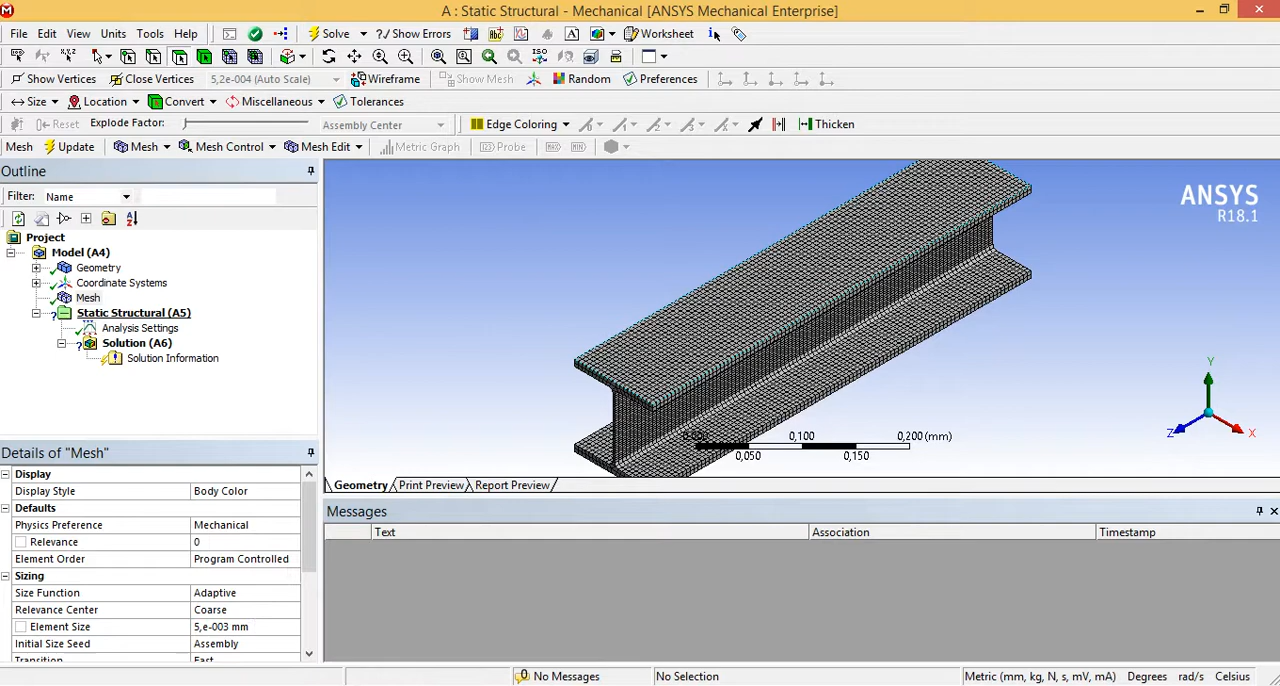 A : Static Structural - Mechanical [ANSYS Mechanical Enterprise]
File Edit View Units Tools Help Solve ?/ Show Errors Worksheet
Show Vertices Close Vertices 5,2e-004 (Auto Scale) Wireframe Show Mesh Random Preferences
Size Location Convert Miscellaneous Tolerances
Reset Explode Factor: Assembly Center Edge Coloring Thicken
Mesh Update Mesh Mesh Control Mesh Edit Metric Graph Probe MAX MIN
Outline
Filter: Name
Project
Model (A4)
Geometry
Coordinate Systems
Mesh
Static Structural (A5)
Analysis Settings
Solution (A6)
Solution Information
Details of "Mesh"
Display
Display Style Body Color
Defaults
Physics Preference Mechanical
Relevance 0
Element Order Program Controlled
Sizing
Size Function Adaptive
Relevance Center Coarse
Element Size 5,e-003 mm
Initial Size Seed Assembly
Transition Fast
ANSYS
R18.1
0,100 0,200 (mm)
0,050 0,150
Y
Z X
Geometry Print Preview Report Preview
Messages
Text Association Timestamp
0 No Messages No Selection Metric (mm, kg, N, s, mV, mA) Degrees rad/s Celsius